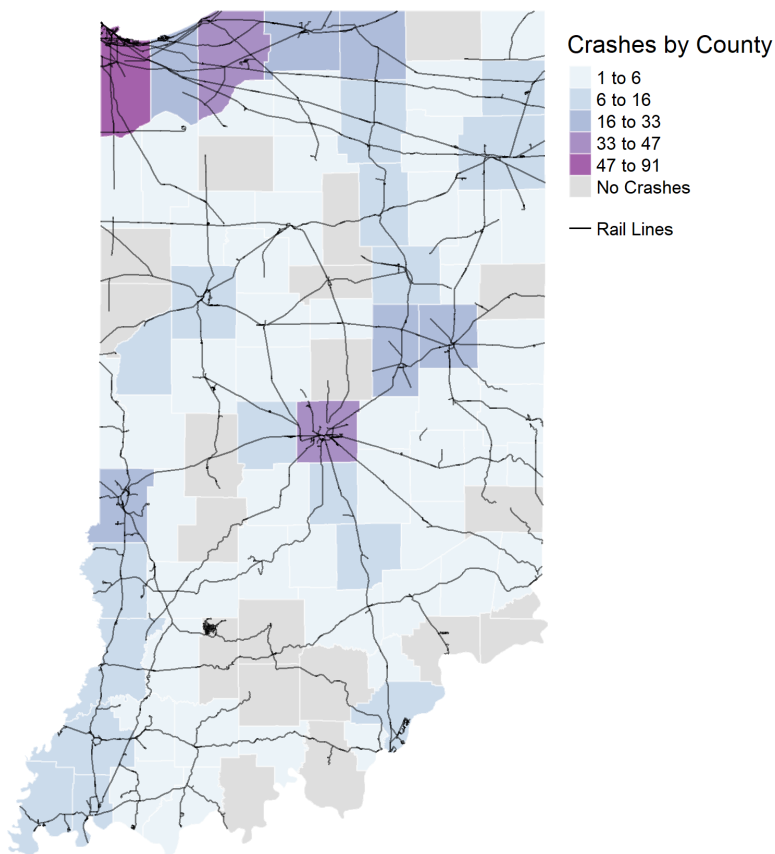 Crashes by County
1 to 6
6 to 16
16 to 33
33 to 47
47 to 91
No Crashes
Rail Lines